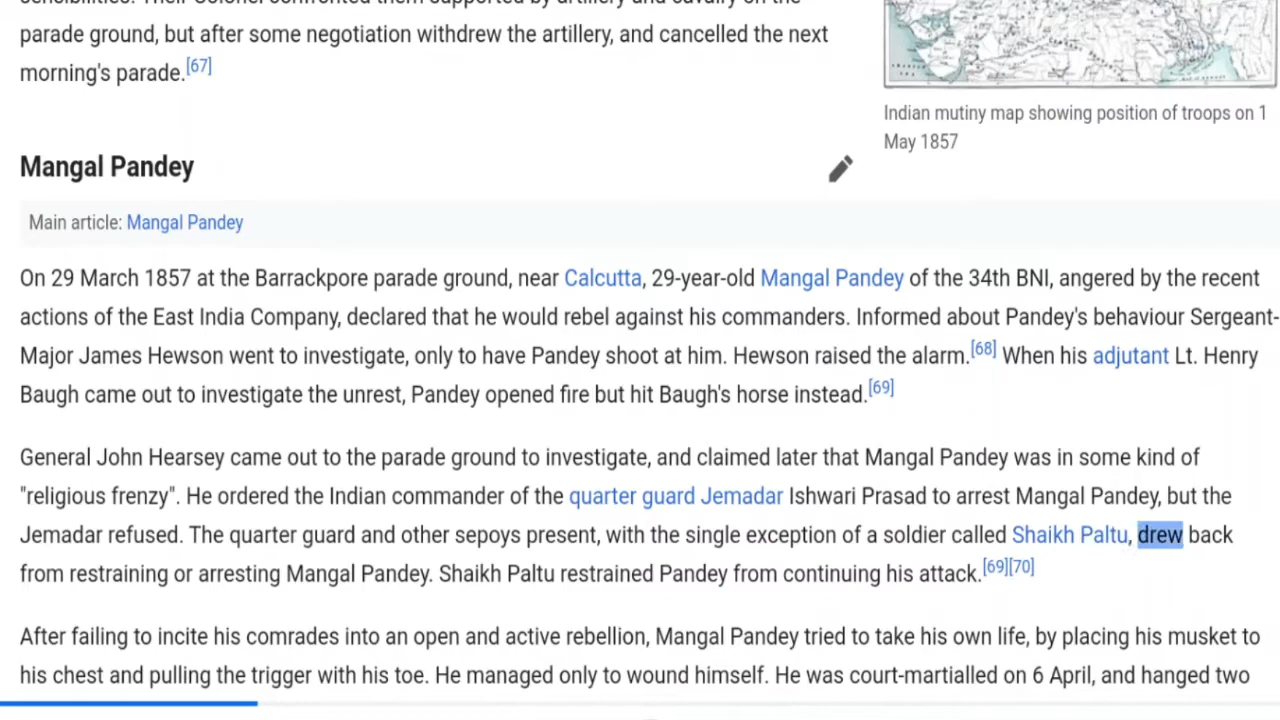 sensibilities. Their Colonel confronted them supported by artillery and cavalry on the
parade ground, but after some negotiation withdrew the artillery, and cancelled the next
morning's parade.[67]
Indian mutiny map showing position of troops on 1
May 1857
Mangal Pandey
Main article: Mangal Pandey
On 29 March 1857 at the Barrackpore parade ground, near Calcutta, 29-year-old Mangal Pandey of the 34th BNI, angered by the recent
actions of the East India Company, declared that he would rebel against his commanders. Informed about Pandey's behaviour Sergeant-
Major James Hewson went to investigate, only to have Pandey shoot at him. Hewson raised the alarm.[68] When his adjutant Lt. Henry
Baugh came out to investigate the unrest, Pandey opened fire but hit Baugh's horse instead.[69]
General John Hearsey came out to the parade ground to investigate, and claimed later that Mangal Pandey was in some kind of
"religious frenzy". He ordered the Indian commander of the quarter guard Jemadar Ishwari Prasad to arrest Mangal Pandey, but the
Jemadar refused. The quarter guard and other sepoys present, with the single exception of a soldier called Shaikh Paltu, drew back
from restraining or arresting Mangal Pandey. Shaikh Paltu restrained Pandey from continuing his attack.[69][70]
After failing to incite his comrades into an open and active rebellion, Mangal Pandey tried to take his own life, by placing his musket to
his chest and pulling the trigger with his toe. He managed only to wound himself. He was court-martialled on 6 April, and hanged two